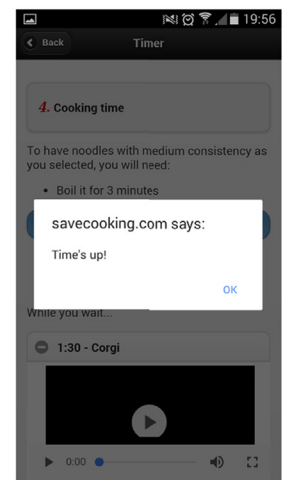 19:56
Back
Timer
4. Cooking time
To have noodles with medium consistency as
you selected, you will need:
• Boil it for 3 minutes
savecooking.com says:
Time's up!
OK
While you wait...
1:30 - Corgi
0:00